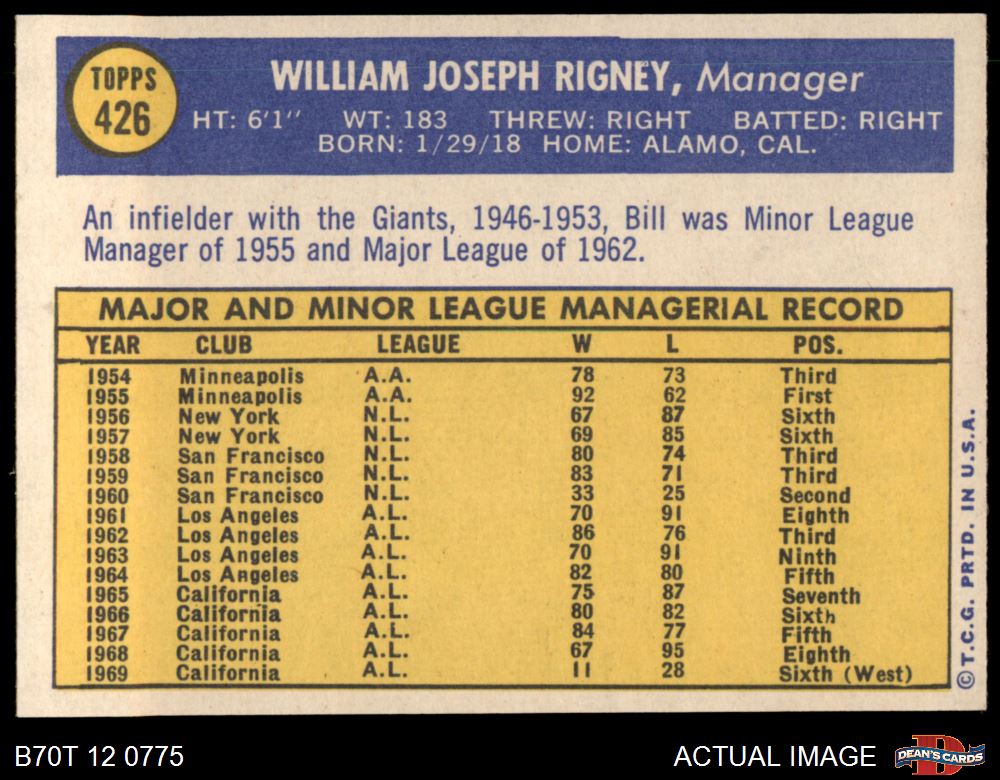 TOPPS
426
WILLIAM JOSEPH RIGNEY, Manager
HT: 6'1" WT: 183 THREW: RIGHT BATTED: RIGHT
BORN: 1/29/18 HOME: ALAMO, CAL.
An infielder with the Giants, 1946-1953, Bill was Minor League
Manager of 1955 and Major League of 1962.
MAJOR AND MINOR LEAGUE MANAGERIAL RECORD
YEAR CLUB LEAGUE W L POS.
1954 Minneapolis A.A. 78 73 Third
1955 Minneapolis A.A. 92 62 First
1956 New York N.L. 67 87 Sixth
1957 New York N.L. 69 85 Sixth
1958 San Francisco N.L. 80 74 Third
1959 San Francisco N.L. 83 71 Third
1960 San Francisco N.L. 33 25 Second
1961 Los Angeles A.L. 70 91 Eighth
1962 Los Angeles A.L. 86 76 Third
1963 Los Angeles A.L. 70 91 Ninth
1964 Los Angeles A.L. 82 80 Fifth
1965 California A.L. 75 87 Seventh
1966 California A.L. 80 82 Sixth
1967 California A.L. 84 77 Fifth
1968 California A.L. 67 95 Eighth
1969 California A.L. 11 28 Sixth (West)
©T.C.G. PRTD. IN U.S.A.
B70T 12 0775
ACTUAL IMAGE
D
DEAN'S CARDS